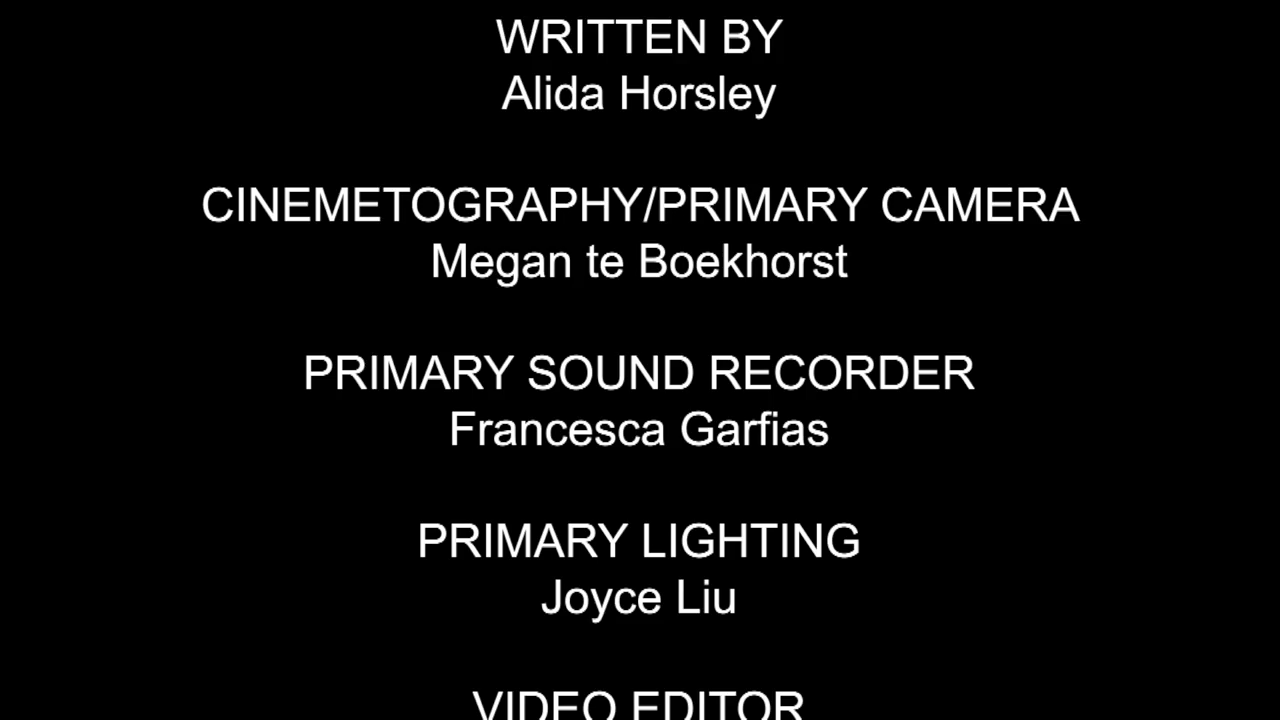 WRITTEN BY
Alida Horsley
CINEMETOGRAPHY/PRIMARY CAMERA
Megan te Boekhorst
PRIMARY SOUND RECORDER
Francesca Garfias
PRIMARY LIGHTING
Joyce Liu
VIDEO EDITOR